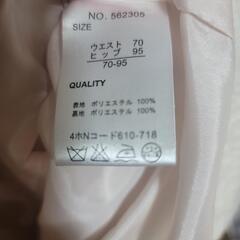 NO. 562305
SIZE
ウエスト 70
ヒップ 95
70-95
QUALITY
表地 ポリエステル 100%
裏地 ポリエステル 100%
4ホNコード610-718